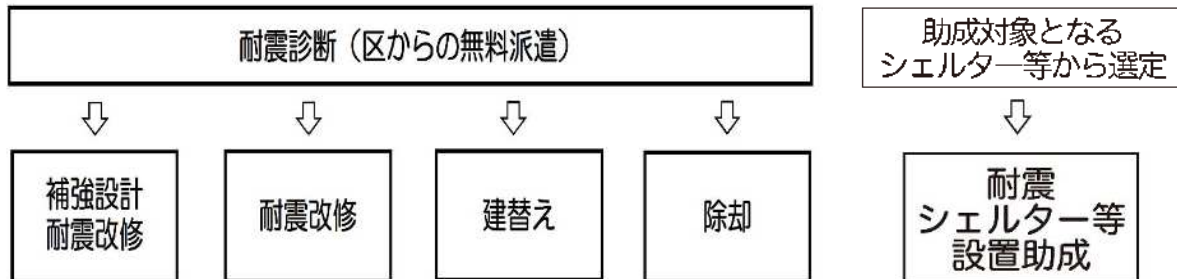 耐震診断（区からの無料派遣）
助成対象となる
シェルター等から選定
補強設計
耐震改修
耐震改修
建替え
除却
耐震
シェルター等
設置助成